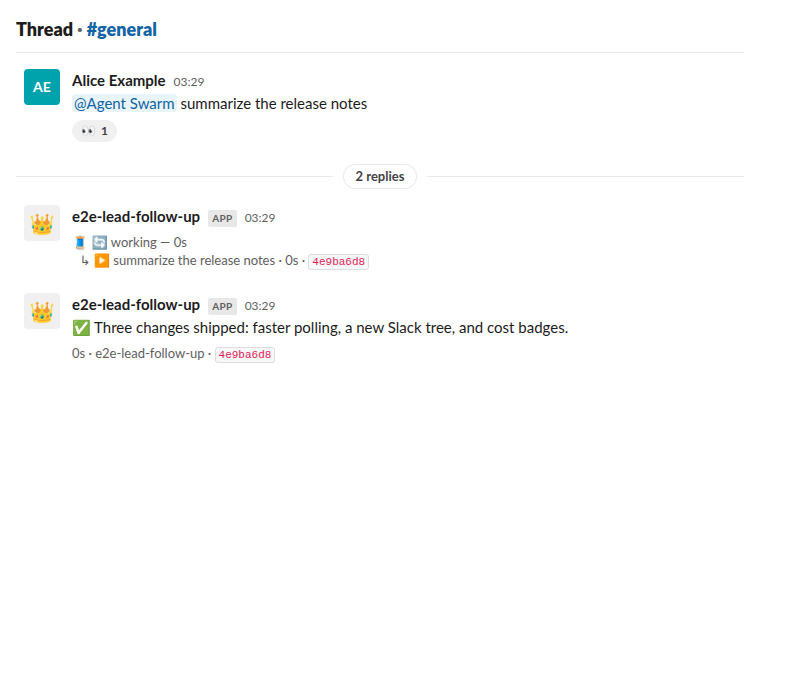 Thread • #general
AE
Alice Example 03:29
@Agent Swarm summarize the release notes
👀 1
2 replies
e2e-lead-follow-up APP 03:29
🧵 🔄 working — 0s
↳ ▶️ summarize the release notes · 0s · 4e9ba6d8
e2e-lead-follow-up APP 03:29
✅ Three changes shipped: faster polling, a new Slack tree, and cost badges.
0s · e2e-lead-follow-up · 4e9ba6d8